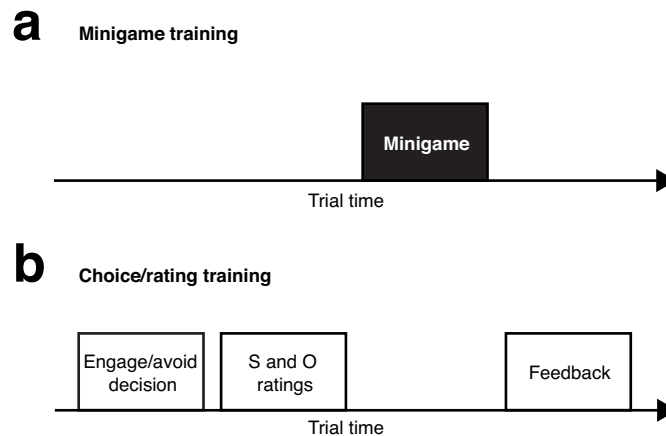 a Minigame training
Minigame
Trial time
b Choice/rating training
Engage/avoid
decision
S and O
ratings
Feedback
Trial time